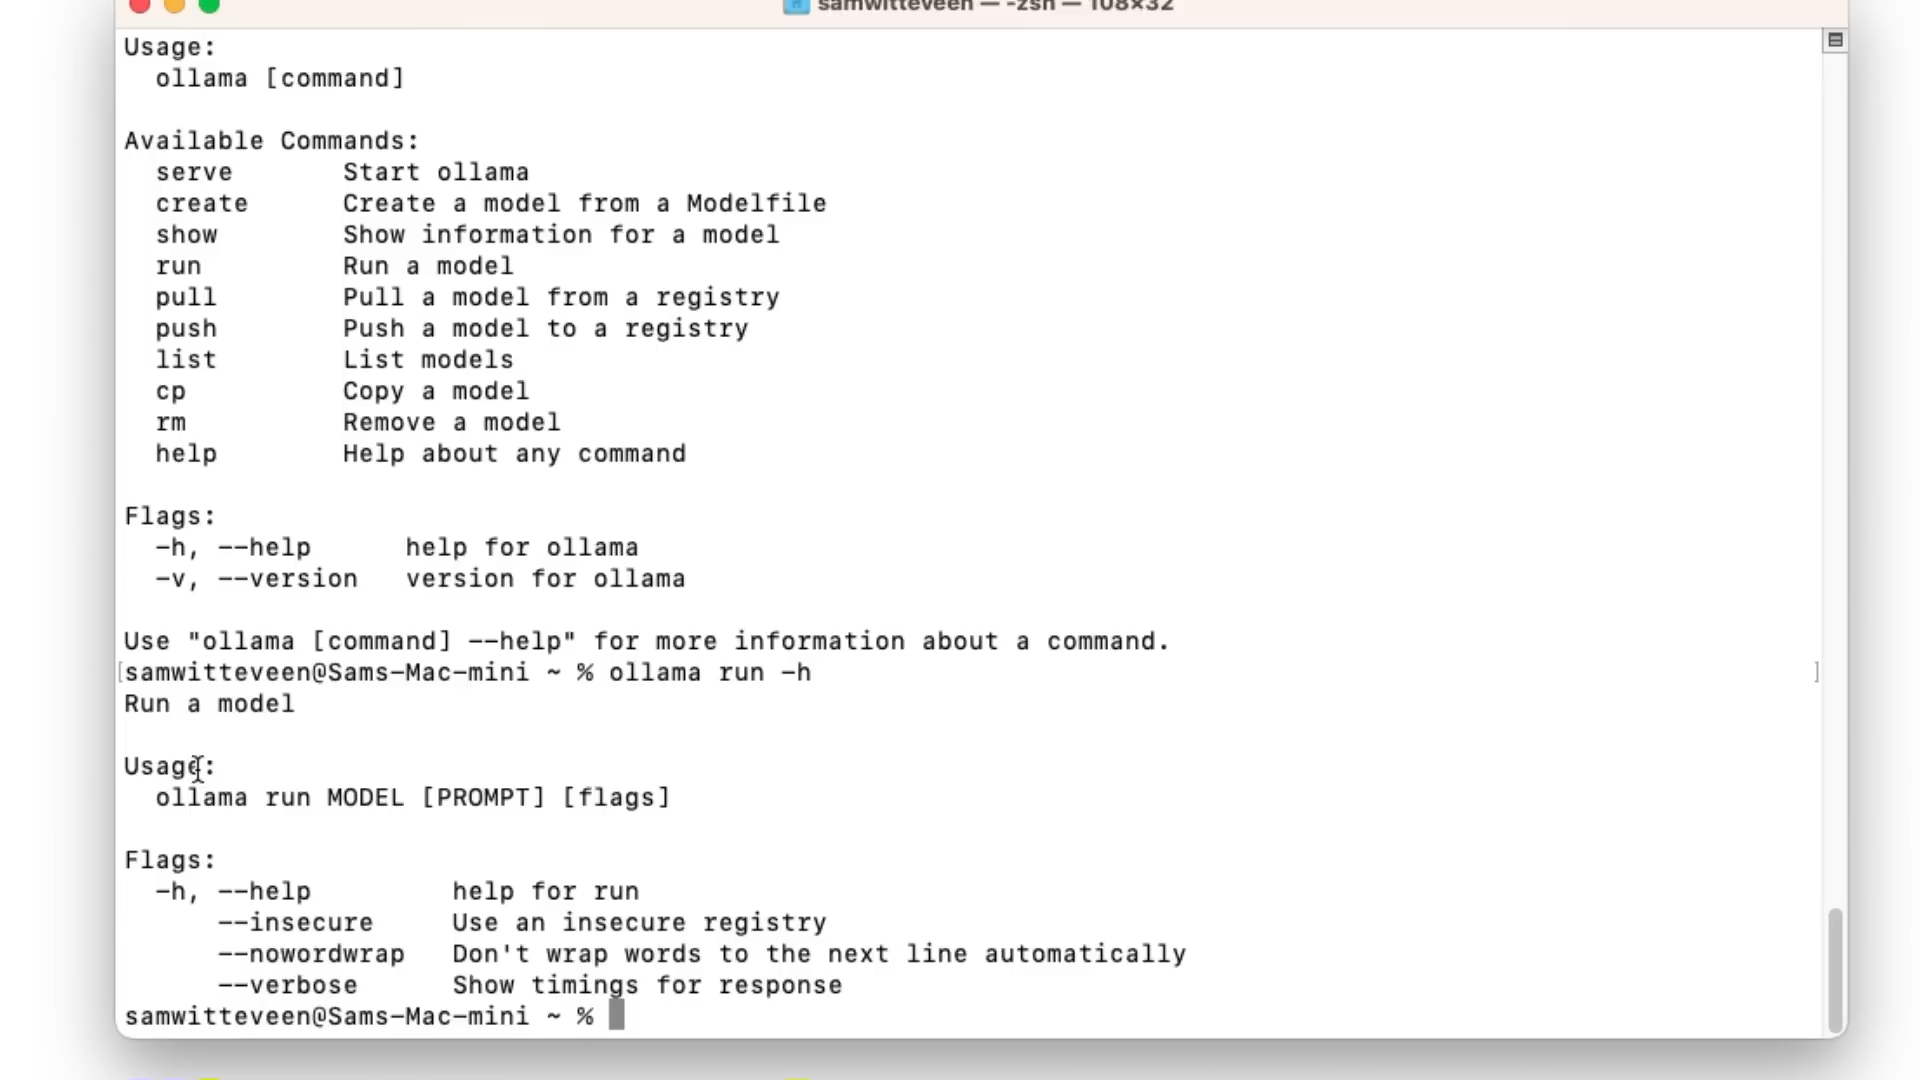 samwitteveen — -zsh — 108×32
Usage:
  ollama [command]

Available Commands:
  serve       Start ollama
  create      Create a model from a Modelfile
  show        Show information for a model
  run         Run a model
  pull        Pull a model from a registry
  push        Push a model to a registry
  list        List models
  cp          Copy a model
  rm          Remove a model
  help        Help about any command

Flags:
  -h, --help      help for ollama
  -v, --version   version for ollama

Use "ollama [command] --help" for more information about a command.
[samwitteveen@Sams-Mac-mini ~ % ollama run -h ]
Run a model

Usage:
  ollama run MODEL [PROMPT] [flags]

Flags:
  -h, --help         help for run
      --insecure     Use an insecure registry
      --nowordwrap   Don't wrap words to the next line automatically
      --verbose      Show timings for response
samwitteveen@Sams-Mac-mini ~ %